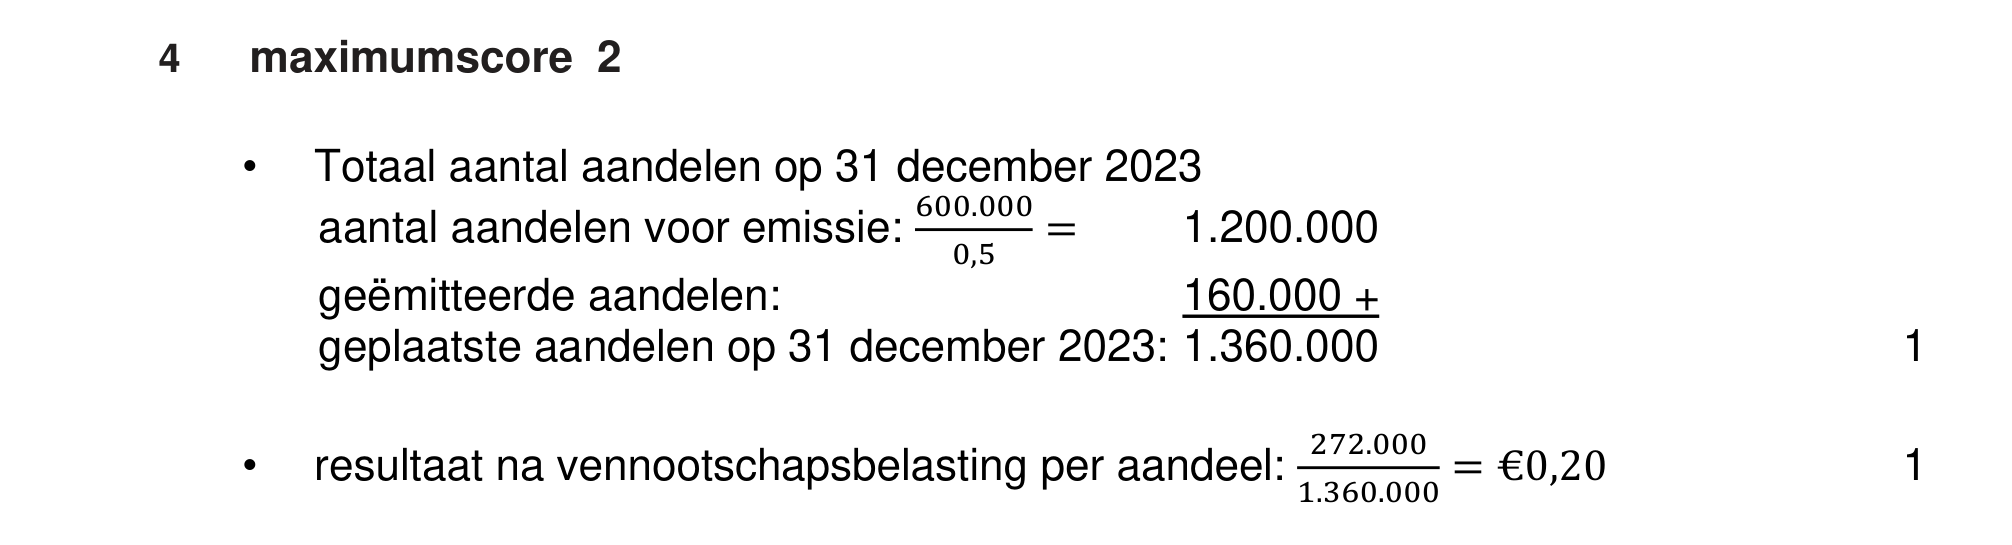 4 maximumscore 2
• Totaal aantal aandelen op 31 december 2023
aantal aandelen voor emissie: 600.000/0,5 = 1.200.000
geëmitteerde aandelen: 160.000 +
geplaatste aandelen op 31 december 2023: 1.360.000 1
• resultaat na vennootschapsbelasting per aandeel: 272.000/1.360.000 = €0,20 1